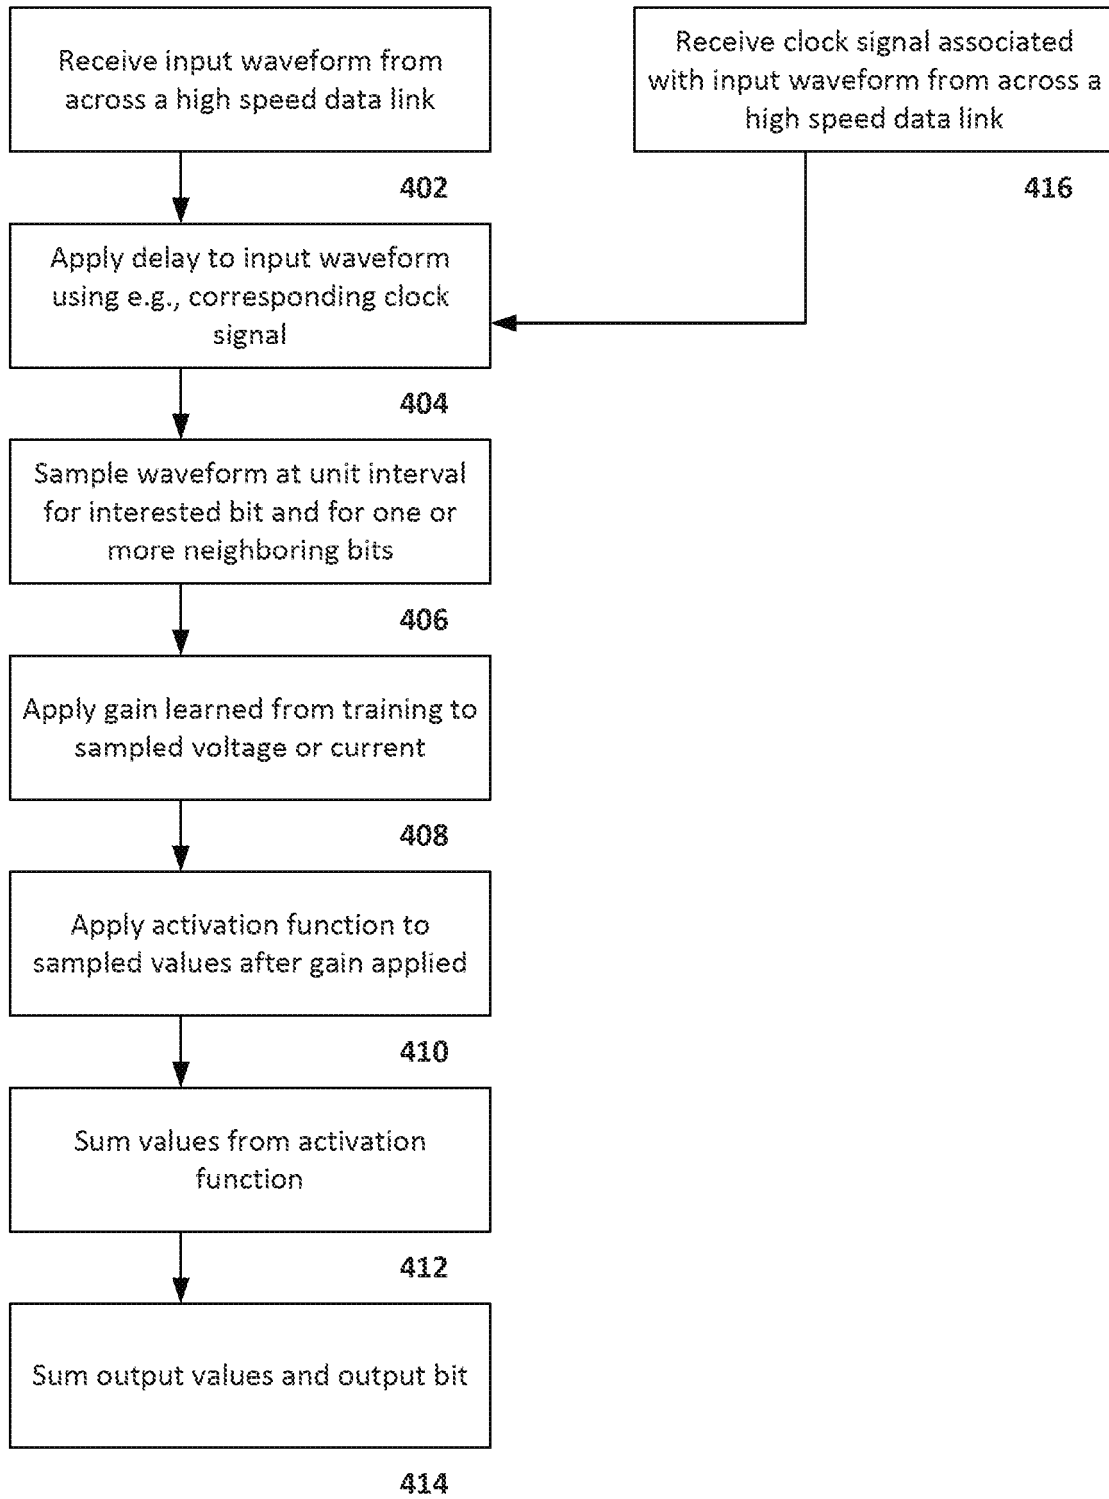 Receive input waveform from
across a high speed data link
402
Receive clock signal associated
with input waveform from across a
high speed data link
416
Apply delay to input waveform
using e.g., corresponding clock
signal
404
Sample waveform at unit interval
for interested bit and for one or
more neighboring bits
406
Apply gain learned from training to
sampled voltage or current
408
Apply activation function to
sampled values after gain applied
410
Sum values from activation
function
412
Sum output values and output bit
414